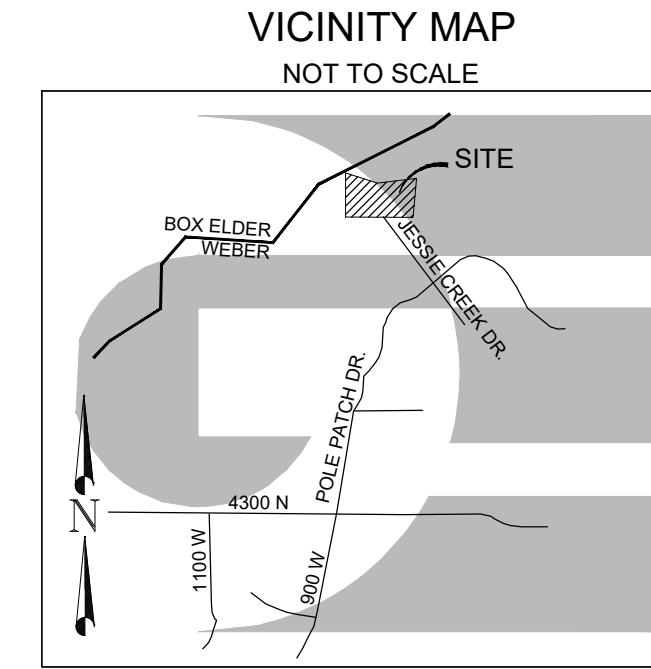 VICINITY MAP
NOT TO SCALE
SITE
BOX ELDER
WEBER
JESSIE CREEK DR.
POLE PATCH DR.
N
4300 N
1100 W
900 W